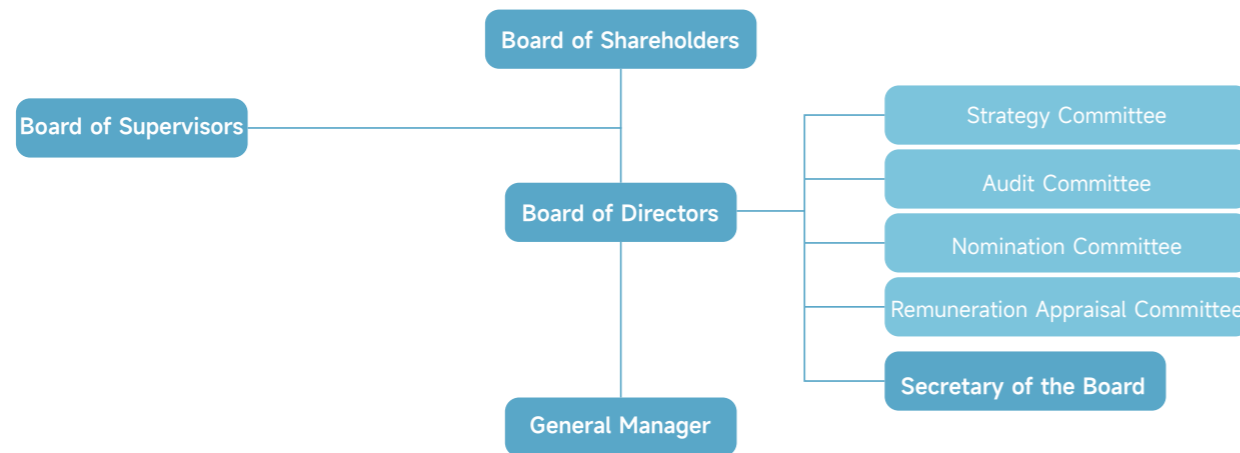 Board of Shareholders
Board of Supervisors
Board of Directors
Strategy Committee
Audit Committee
Nomination Committee
Remuneration Appraisal Committee
Secretary of the Board
General Manager